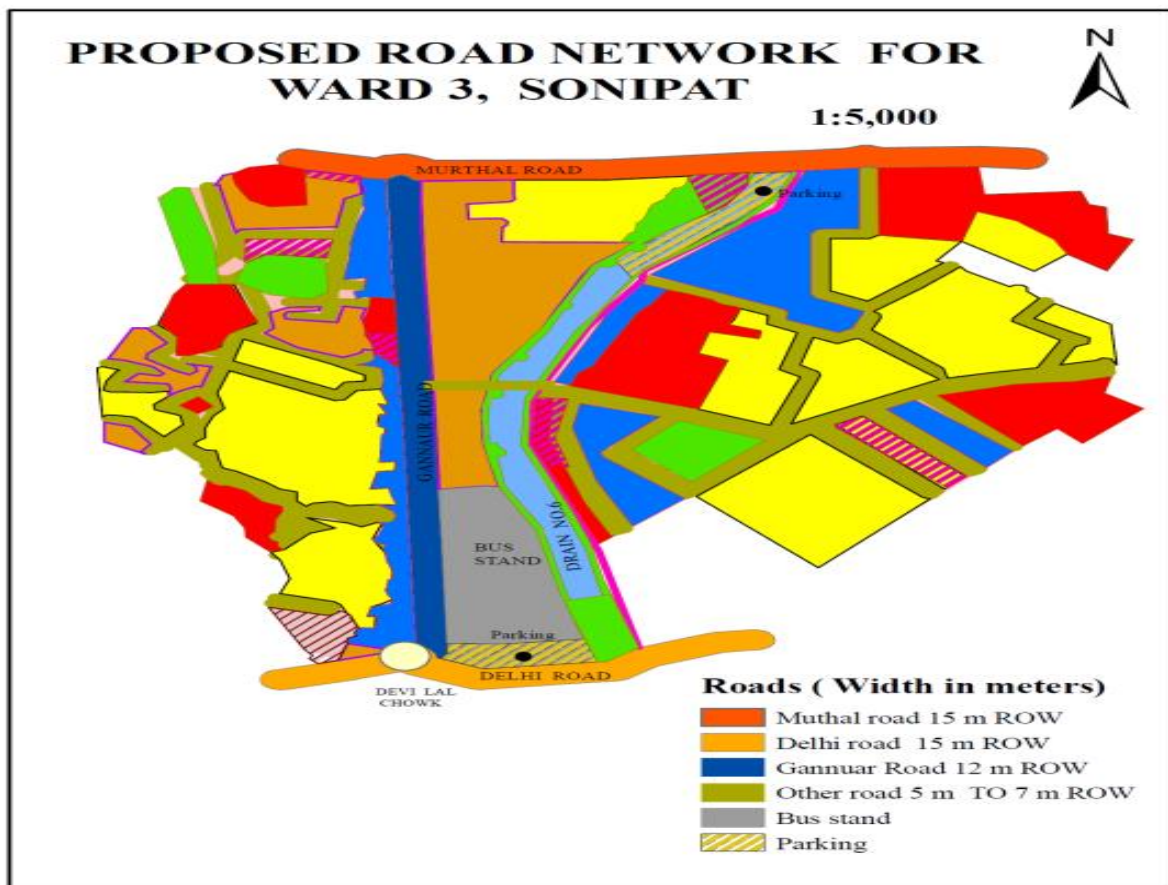 PROPOSED ROAD NETWORK FOR
WARD 3, SONIPAT
N
1:5,000
MURTHAL ROAD
Parking
GANNAUR ROAD
BUS
STAND
DRAIN NO.6
Parking
DELHI ROAD
DEVI LAL
CHOWK
Roads ( Width in meters)
Muthal road 15 m ROW
Delhi road 15 m ROW
Gannuar Road 12 m ROW
Other road 5 m TO 7 m ROW
Bus stand
Parking